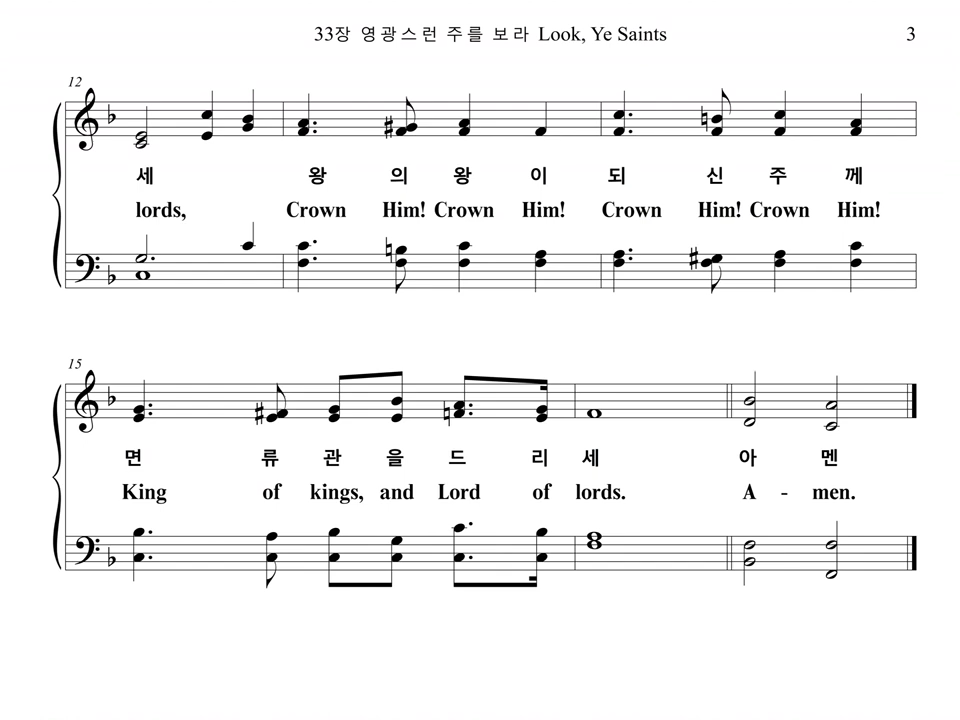 33장 영광스런 주를 보라 Look, Ye Saints 3
12
세 왕 의 왕 이 되 신 주 께
lords, Crown Him! Crown Him! Crown Him! Crown Him!
15
면 류 관 을 드 리 세 아 멘
King of kings, and Lord of lords. A - men.